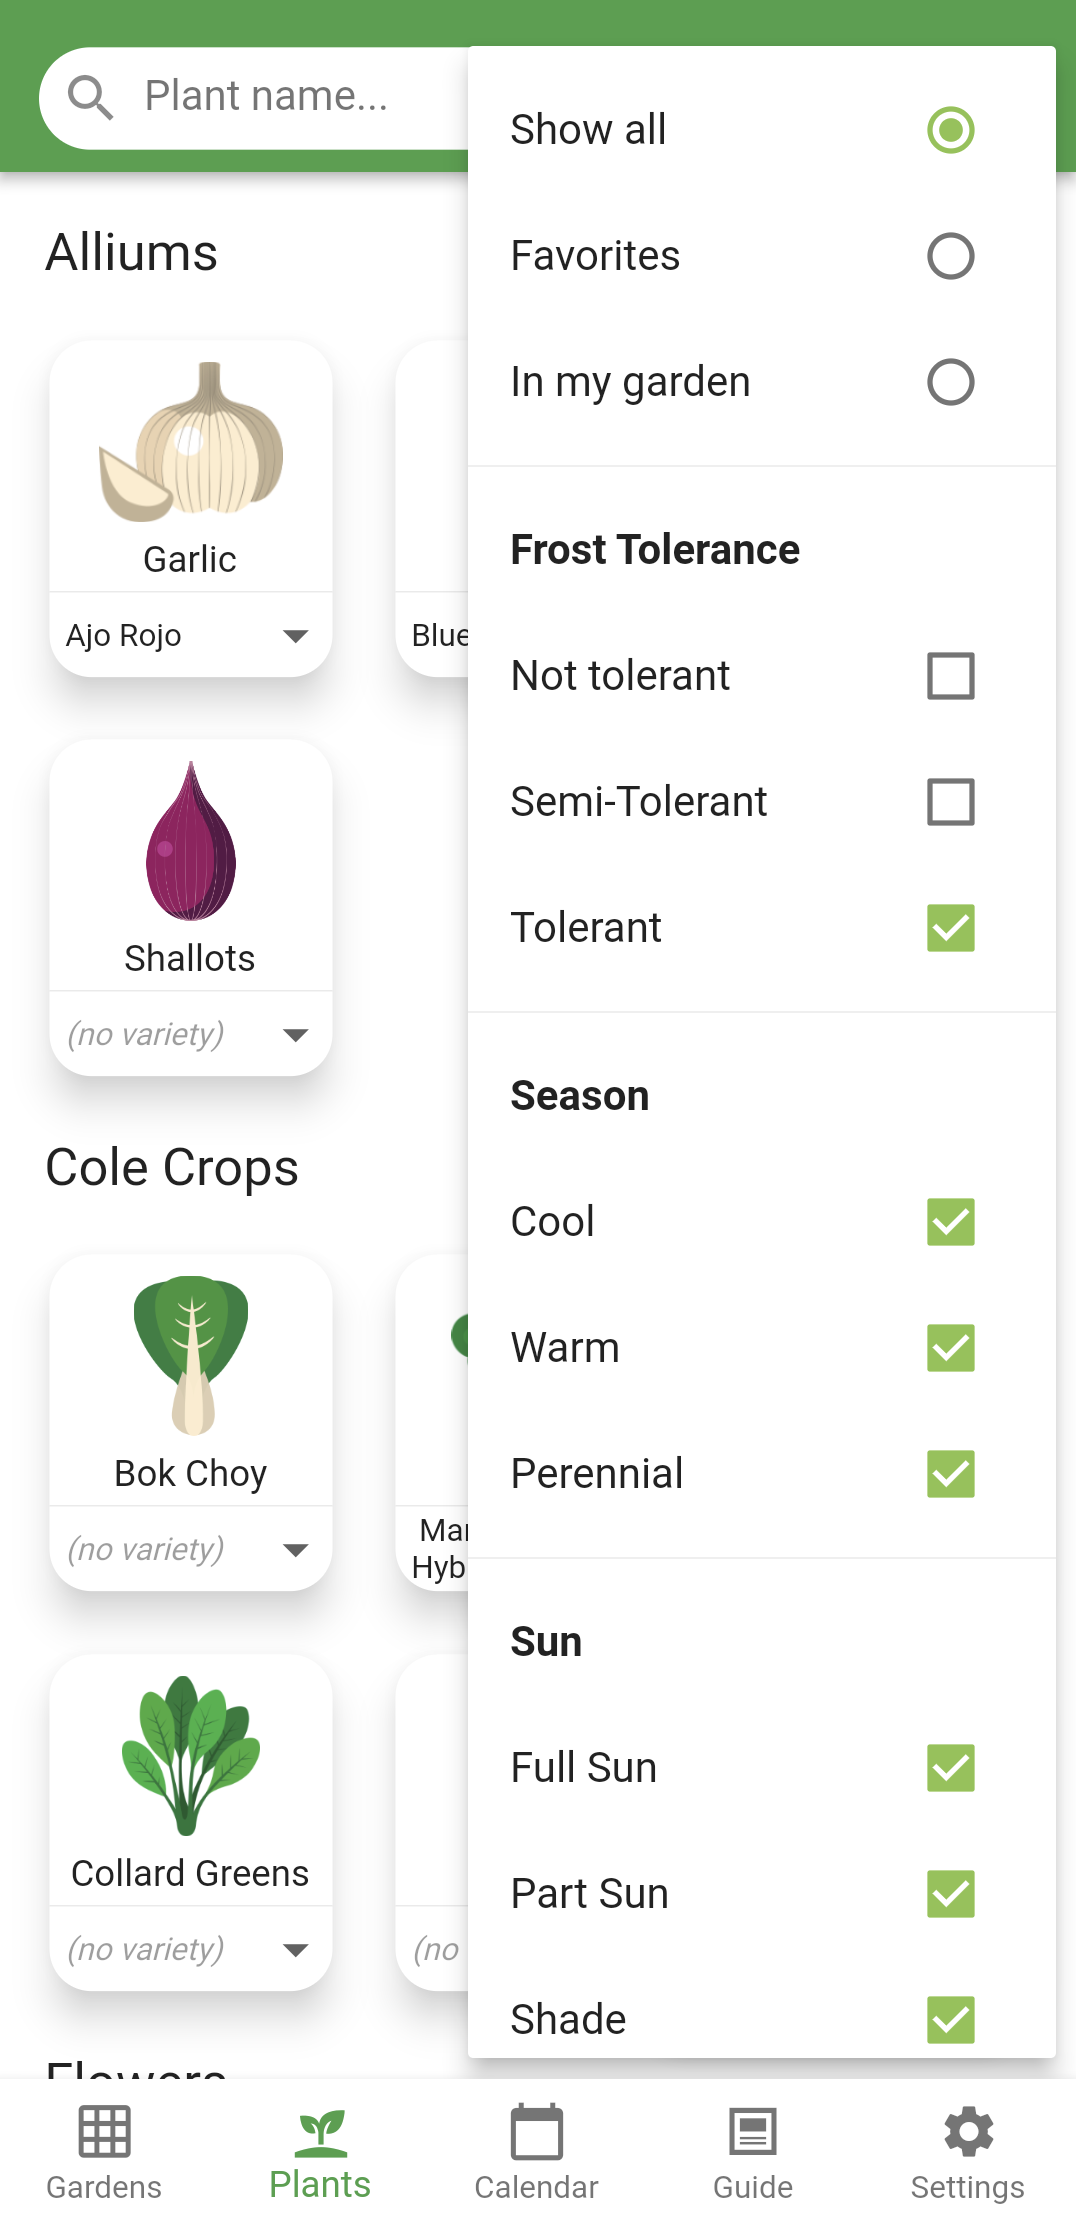 Plant name...
Show all
Favorites
In my garden
Frost Tolerance
Not tolerant
Semi-Tolerant
Tolerant
Season
Cool
Warm
Perennial
Sun
Full Sun
Part Sun
Shade
Alliums
Garlic
Ajo Rojo
Blue
Shallots
(no variety)
Cole Crops
Bok Choy
(no variety)
Hyb
Collard Greens
(no variety)
(no
Flowers
Gardens
Plants
Calendar
Guide
Settings